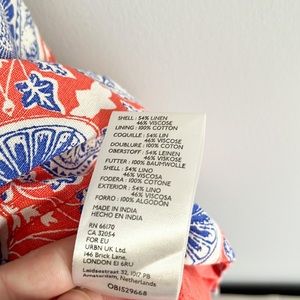 SHELL : 54% LINEN
46% VISCOSE
LINING : 100% COTTON
COQUILLE : 54% LIN
46% VISCOSE
DOUBLURE : 100% COTON
OBERSTOFF : 54% LEINEN
46% VISKOSE
FUTTER : 100% BAUMWOLLE
SHELL : 54% LINO
46% VISCOSA
FODERA : 100% COTONE
EXTERIOR : 54% LINO
46% VISCOSA
FORRO : 100% ALGODON
MADE IN INDIA
HECHO EN INDIA
RN 66170
CA 32054
FOR EU
URBN UK Ltd.
146 Brick Lane,
LONDON E1 6RU
Leidsestraat 32, 1017 PB
Amsterdam, Netherlands
OBI529668